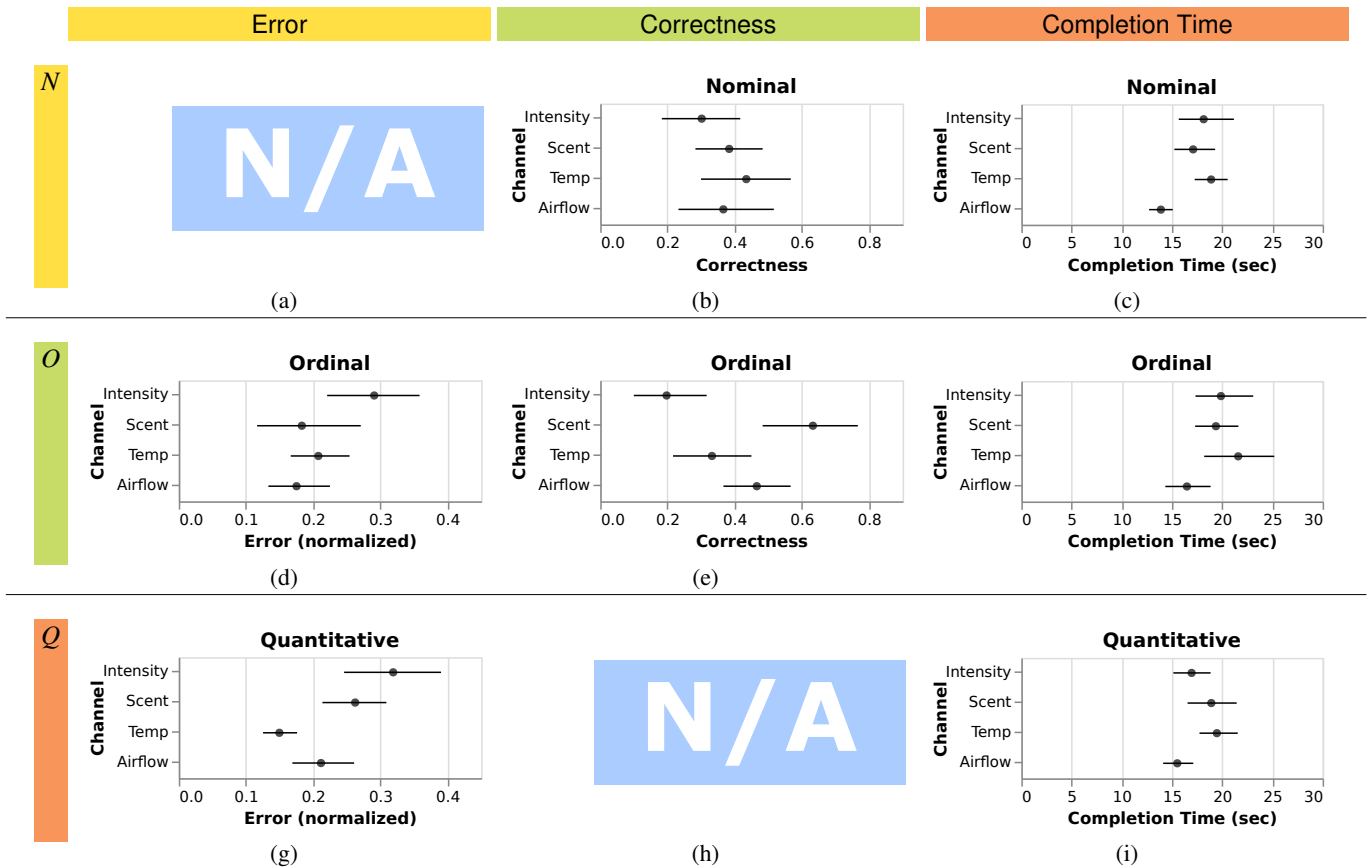 Error Correctness Completion Time
N
N/A
(a)
Nominal
Channel
Intensity
Scent
Temp
Airflow
0.0 0.2 0.4 0.6 0.8
Correctness
(b)
Nominal
Channel
Intensity
Scent
Temp
Airflow
0 5 10 15 20 25 30
Completion Time (sec)
(c)
O
Ordinal
Channel
Intensity
Scent
Temp
Airflow
0.0 0.1 0.2 0.3 0.4
Error (normalized)
(d)
Ordinal
Channel
Intensity
Scent
Temp
Airflow
0.0 0.2 0.4 0.6 0.8
Correctness
(e)
Ordinal
Channel
Intensity
Scent
Temp
Airflow
0 5 10 15 20 25 30
Completion Time (sec)
Q
Quantitative
Channel
Intensity
Scent
Temp
Airflow
0.0 0.1 0.2 0.3 0.4
Error (normalized)
(g)
N/A
(h)
Quantitative
Channel
Intensity
Scent
Temp
Airflow
0 5 10 15 20 25 30
Completion Time (sec)
(i)